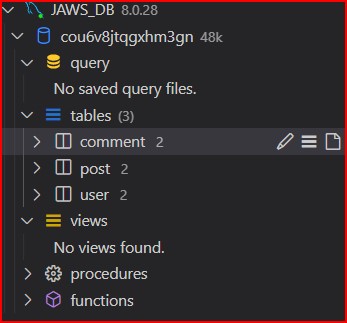 JAWS_DB 8.0.28
cou6v8jtqgxhm3gn 48k
query
No saved query files.
tables (3)
comment 2
post 2
user 2
views
No views found.
procedures
functions